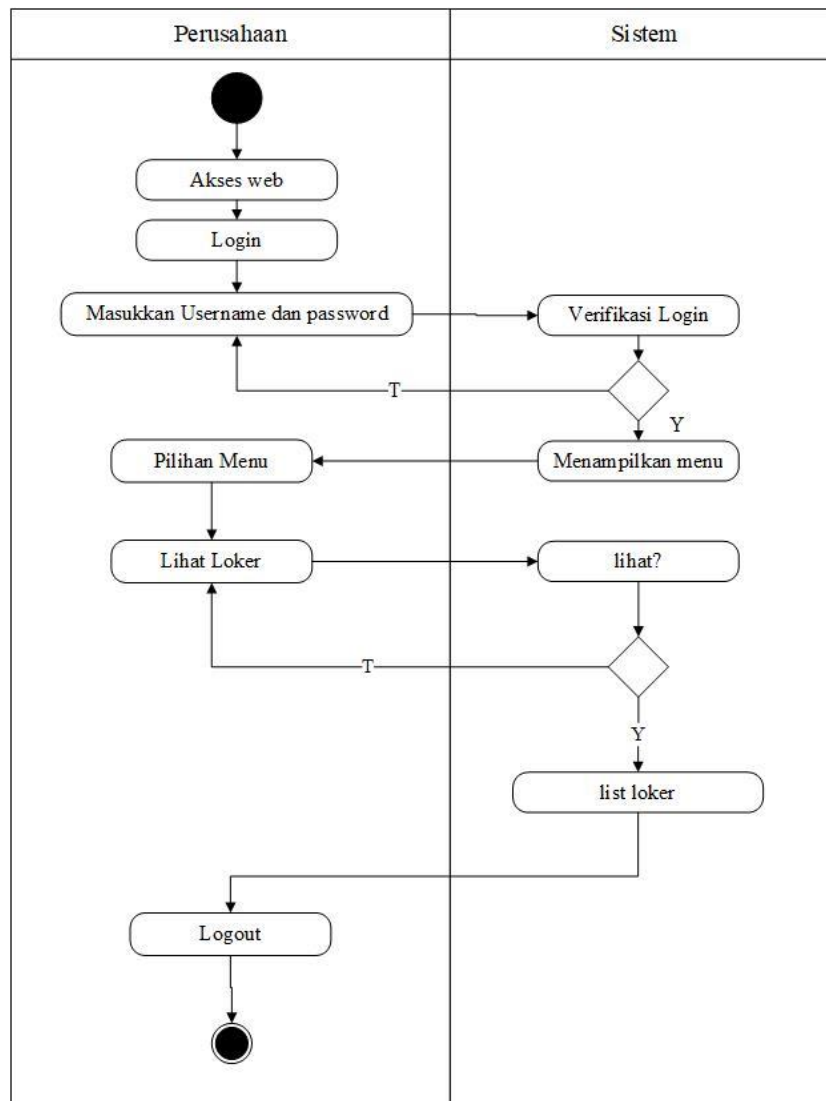 Perusahaan
Sistem
Akses web
Login
Masukkan Username dan password
Verifikasi Login
T
Y
Pilihan Menu
Menampilkan menu
Lihat Loker
lihat?
T
Y
list loker
Logout